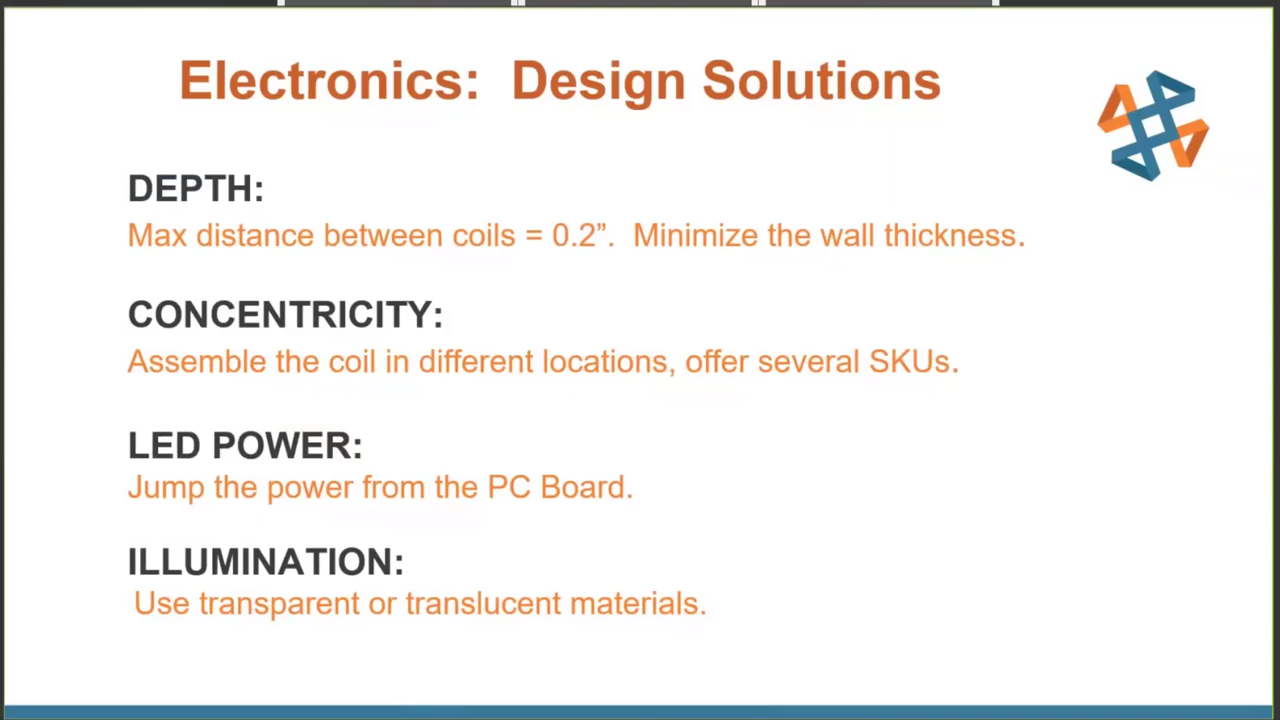 Electronics:  Design Solutions
DEPTH:
Max distance between coils = 0.2”.  Minimize the wall thickness.
CONCENTRICITY:
Assemble the coil in different locations, offer several SKUs.
LED POWER:
Jump the power from the PC Board.
ILLUMINATION:
Use transparent or translucent materials.